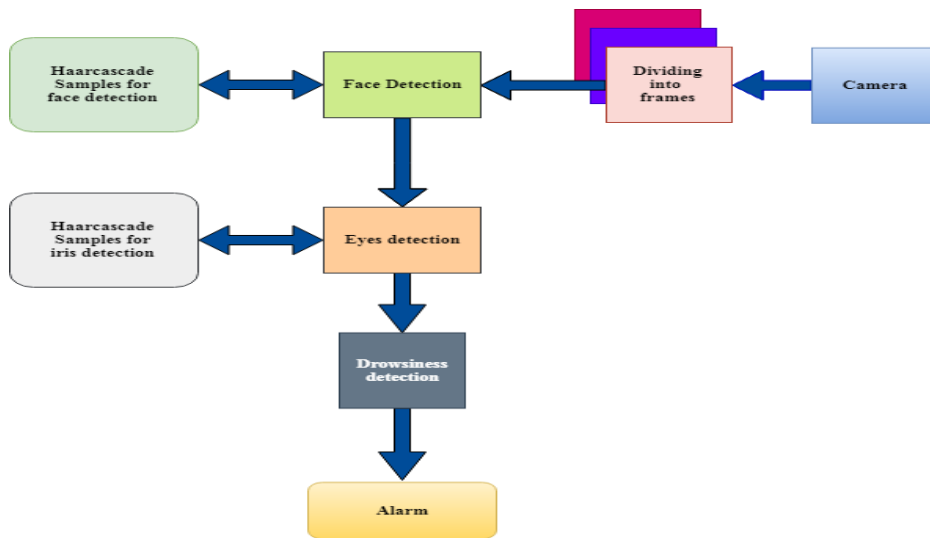 Haarcascade
Samples for
face detection
Face Detection
Dividing
into
frames
Camera
Haarcascade
Samples for
iris detection
Eyes detection
Drowsiness
detection
Alarm